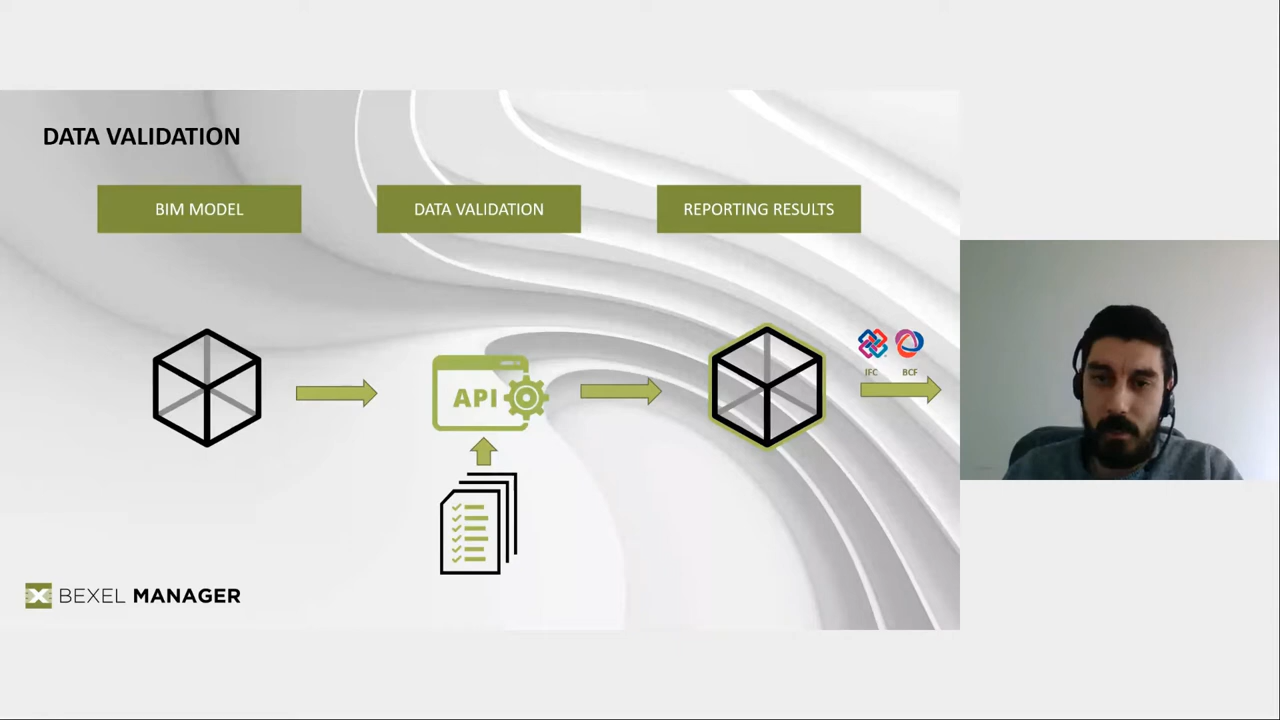 DATA VALIDATION
BIM MODEL
DATA VALIDATION
REPORTING RESULTS
API
IFC
BCF
BEXEL MANAGER